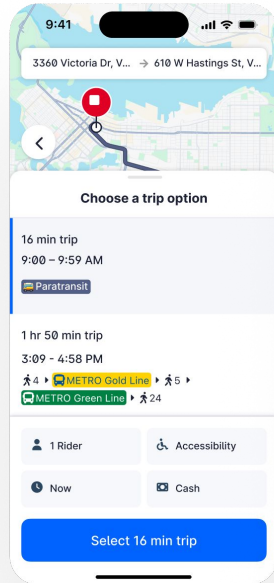 9:41
3360 Victoria Dr, V... → 610 W Hastings St, V...
Choose a trip option
16 min trip
9:00 – 9:59 AM
Paratransit
1 hr 50 min trip
3:09 - 4:58 PM
4 METRO Gold Line 5
METRO Green Line 24
1 Rider
Accessibility
Now
Cash
Select 16 min trip